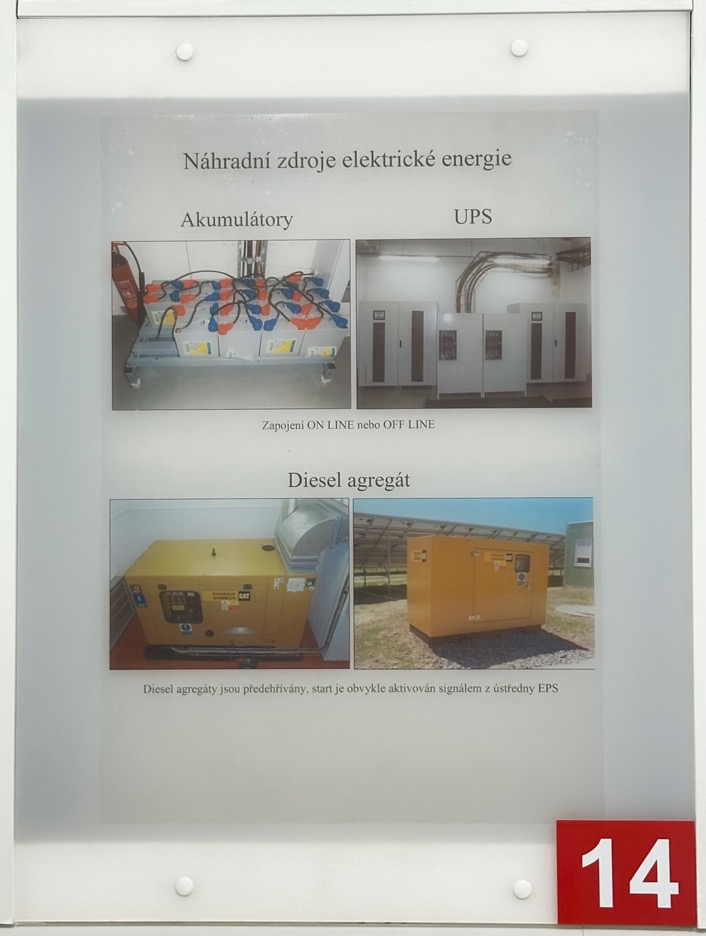 Náhradní zdroje elektrické energie
Akumulátory
UPS
Zapojení ON LINE nebo OFF LINE
Diesel agregát
CAT
Diesel agregáty jsou předehřívány, start je obvykle aktivován signálem z ústředny EPS
14